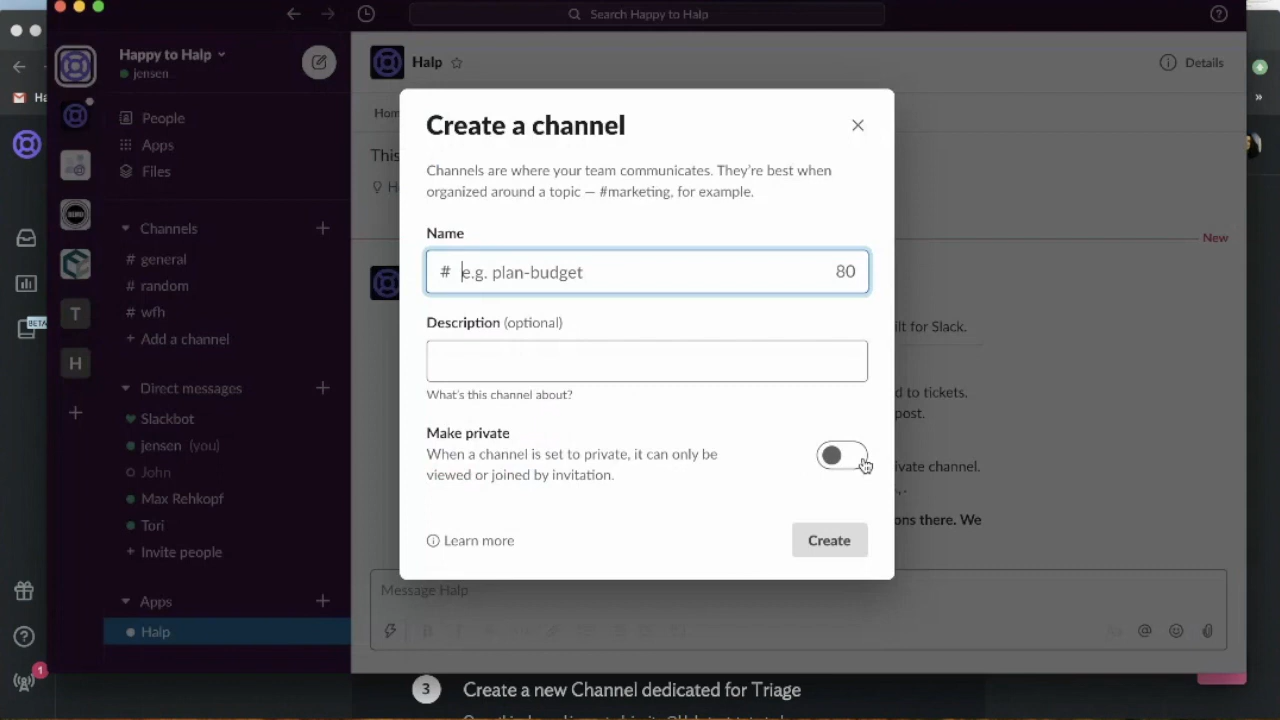 Search Happy to Halp
Ha
Happy to Halp
jensen
People
Apps
Files
Channels
# general
# random
# wfh
+ Add a channel
Direct messages
Slackbot
jensen (you)
John
Max Rehkopf
Tori
+ Invite people
Apps
Halp
BETA
T
H
1
Halp
Details
Hom
This
H
New
ilt for Slack.
d to tickets.
post.
ivate channel.
ons there. We
Message Halp
Create a channel
Channels are where your team communicates. They're best when
organized around a topic — #marketing, for example.
Name
# e.g. plan-budget 80
Description (optional)
What's this channel about?
Make private
When a channel is set to private, it can only be
viewed or joined by invitation.
Learn more
Create
3 Create a new Channel dedicated for Triage